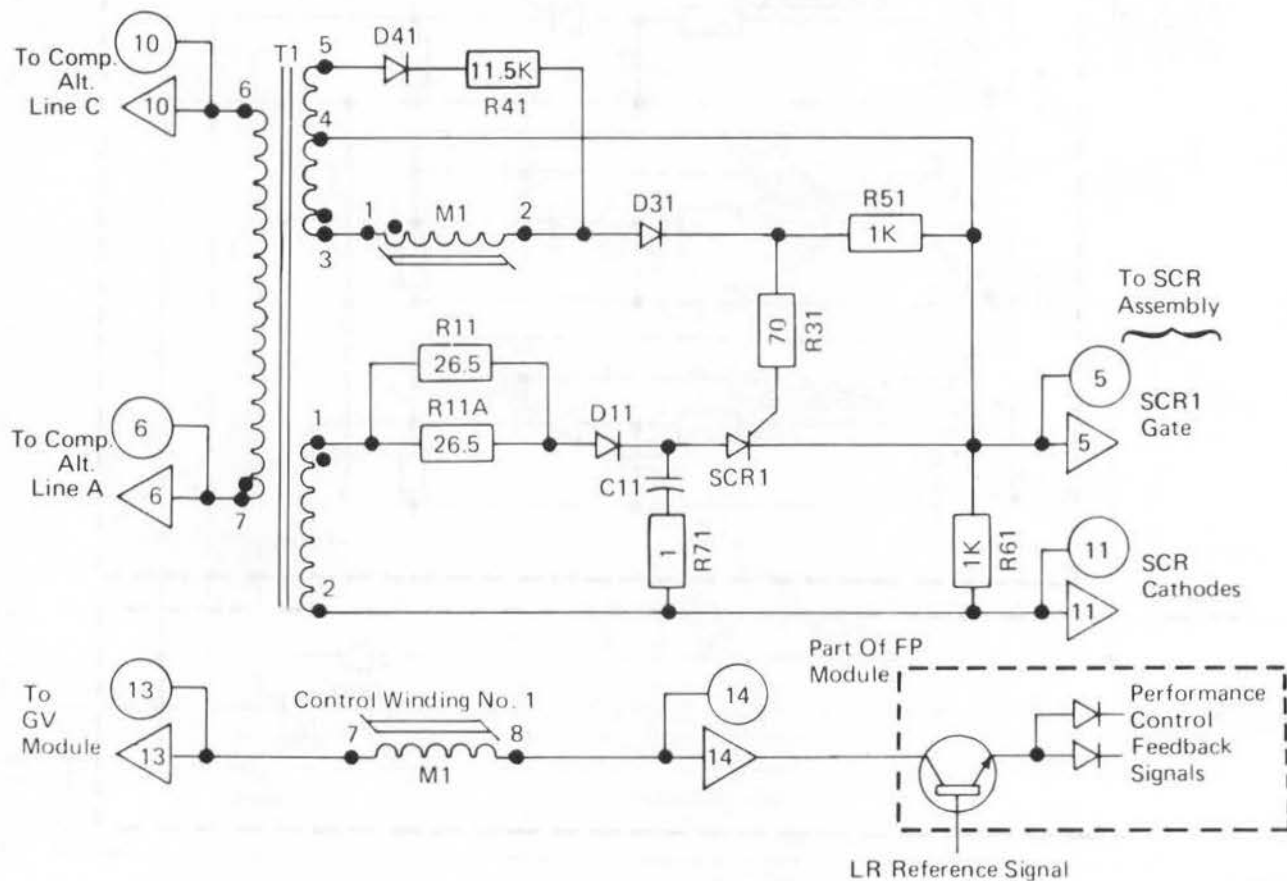 To Comp.
Alt.
Line C
10
10
6
T1
5
D41
11.5K
R41
4
3
1
M1
2
D31
R51
1K
70
R31
To SCR
Assembly
R11
26.5
R11A
26.5
1
D11
SCR1
C11
1
R71
2
5
5
SCR1
Gate
To Comp.
Alt.
Line A
6
6
7
1K
R61
11
11
SCR
Cathodes
To
GV
Module
13
13
Control Winding No. 1
7
8
M1
14
14
Part Of FP
Module
Performance
Control
Feedback
Signals
LR Reference Signal